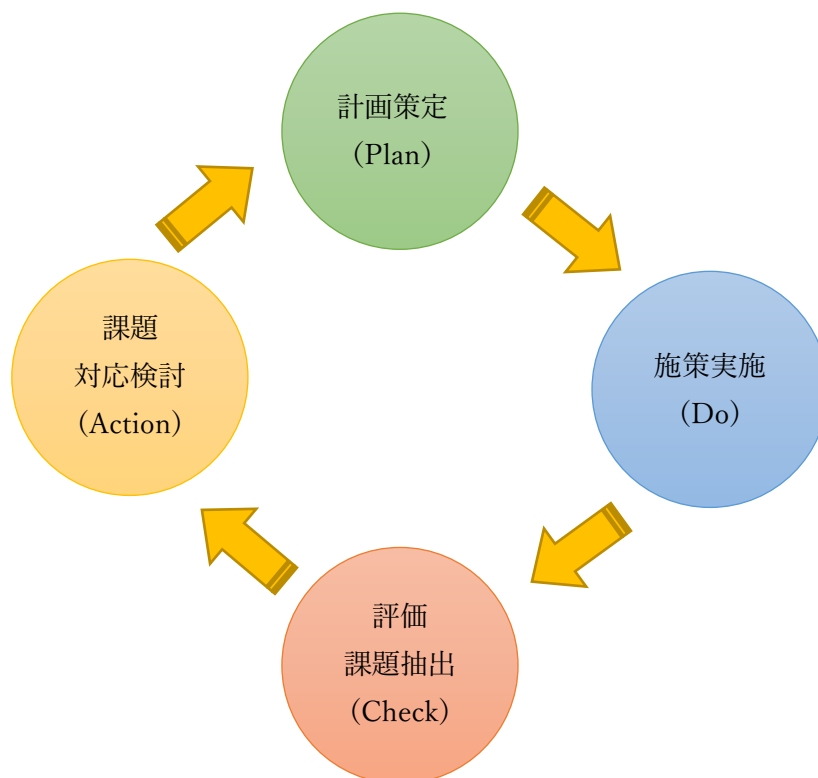 計画策定
（Plan）
施策実施
（Do）
評価
課題抽出
（Check）
課題
対応検討
（Action）